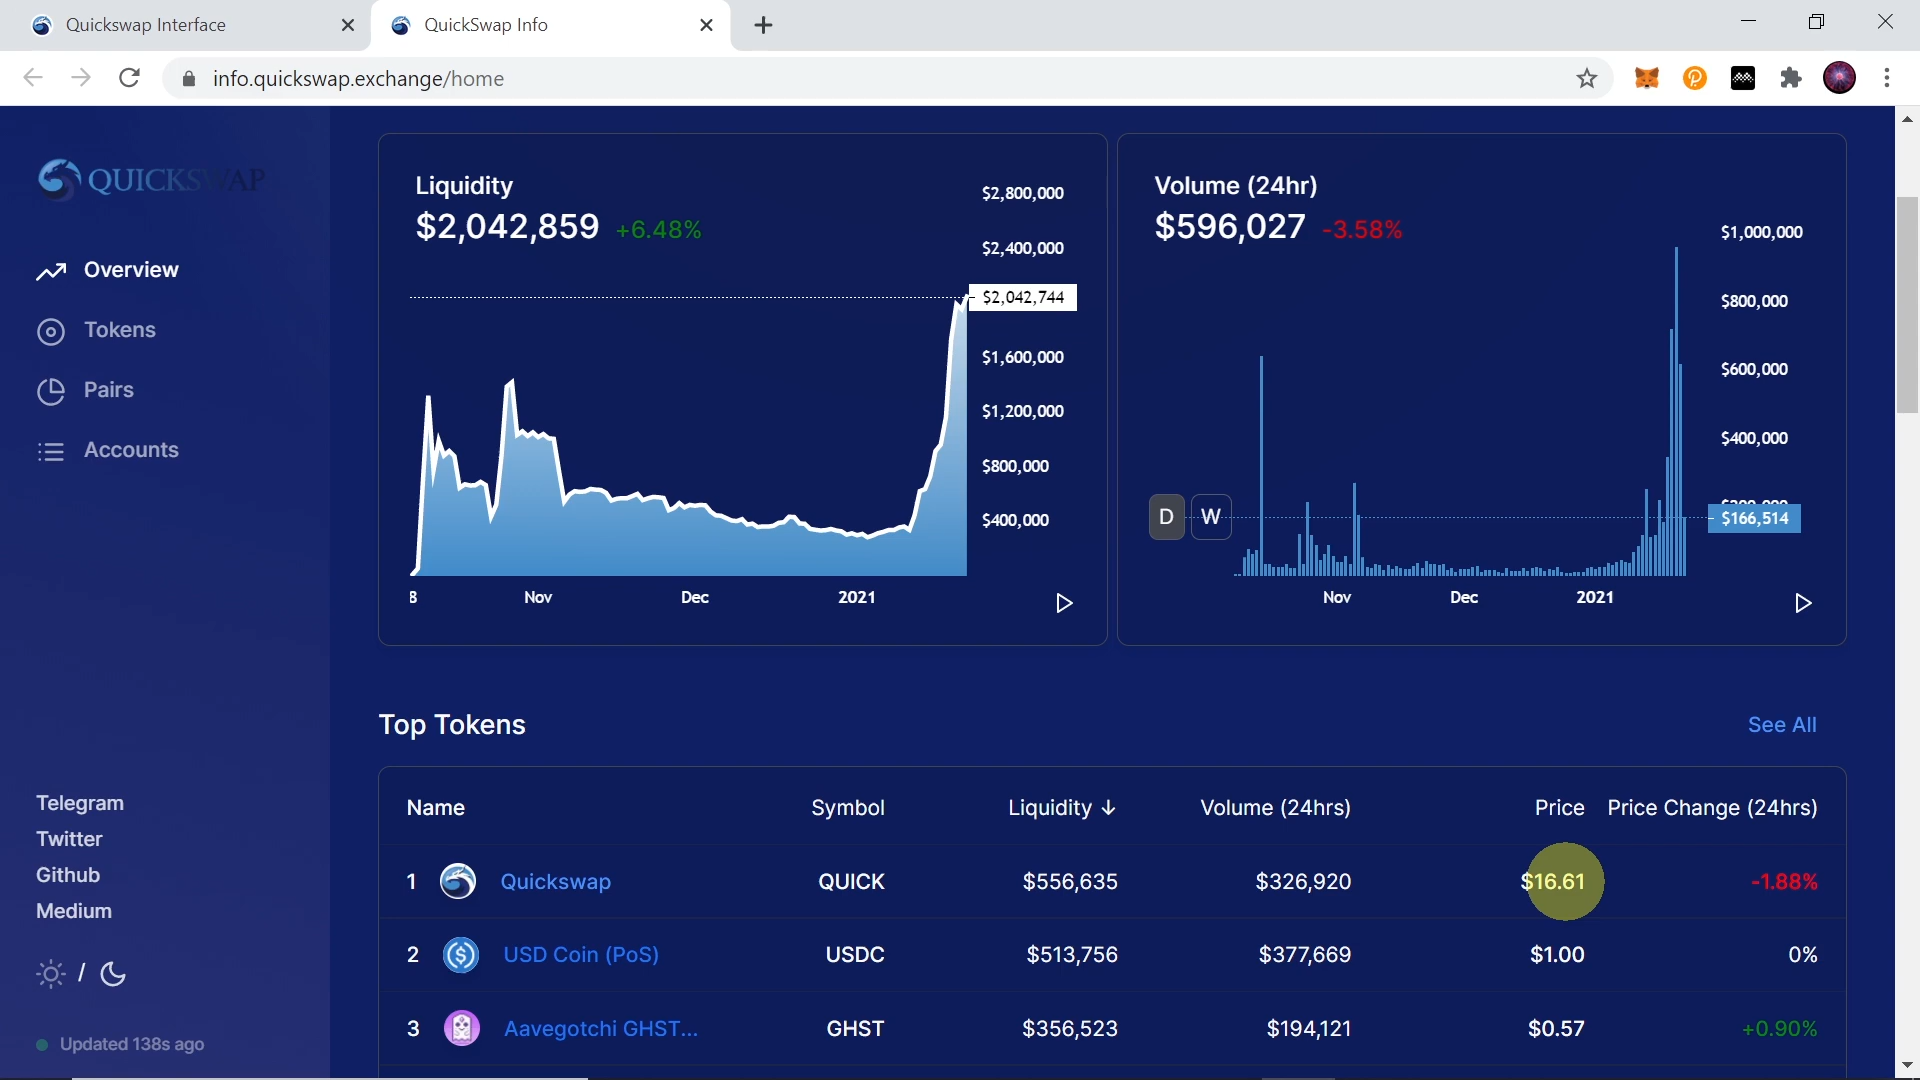 Quickswap Interface
QuickSwap Info
info.quickswap.exchange/home
QUICKSWAP
Overview
Tokens
Pairs
Accounts
Telegram
Twitter
Github
Medium
/
Updated 138s ago
Liquidity
$2,042,859 +6.48%
$2,800,000
$2,400,000
$2,042,744
$1,600,000
$1,200,000
$800,000
$400,000
8 Nov Dec 2021
Volume (24hr)
$596,027 -3.58%
$1,000,000
$800,000
$600,000
$400,000
$166,514
D W
Nov Dec 2021
Top Tokens
See All
Name Symbol Liquidity ↓ Volume (24hrs) Price Price Change (24hrs)
1 Quickswap QUICK $556,635 $326,920 $16.61 -1.88%
2 USD Coin (PoS) USDC $513,756 $377,669 $1.00 0%
3 Aavegotchi GHST... GHST $356,523 $194,121 $0.57 +0.90%